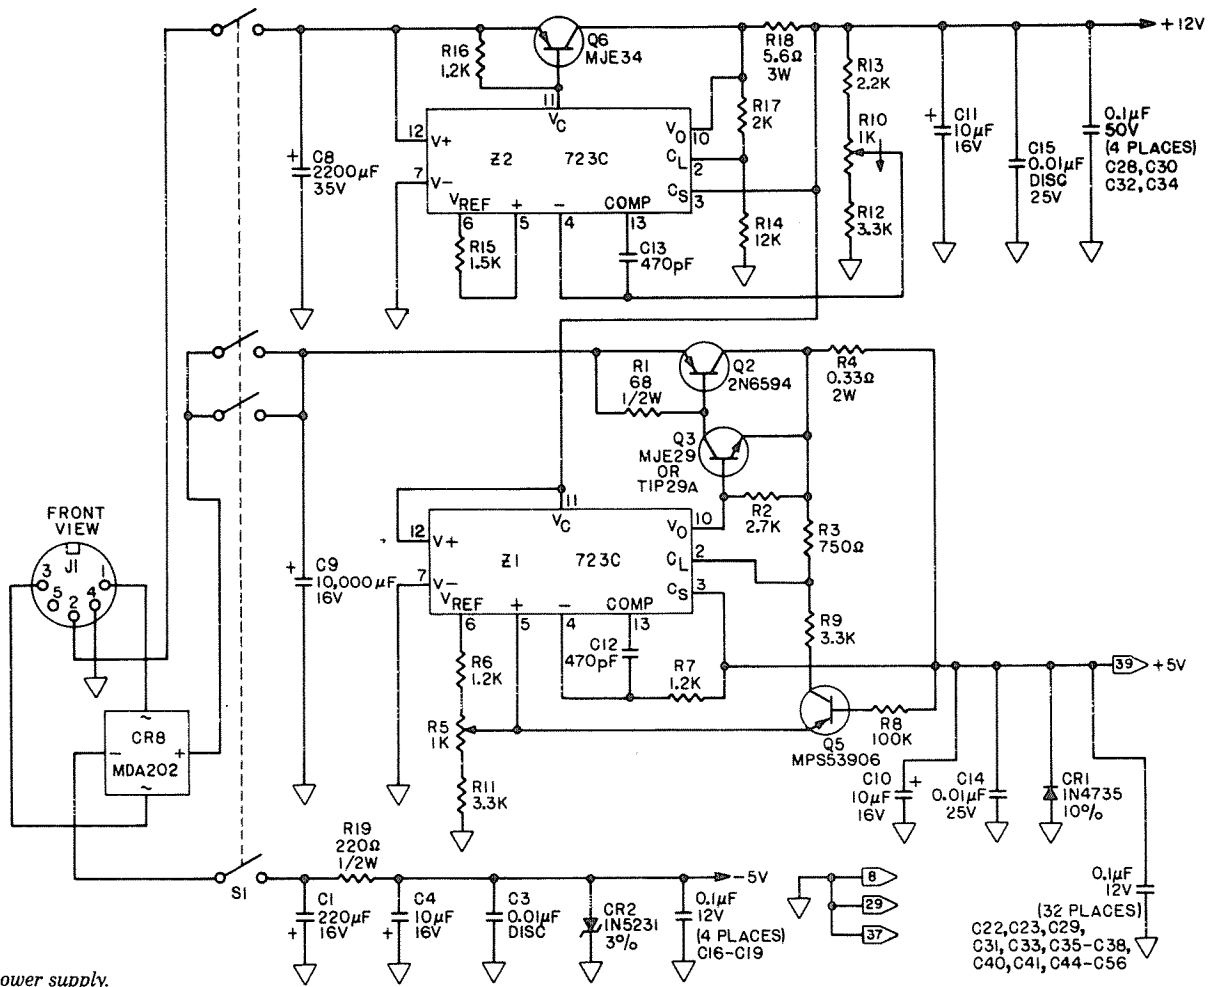 +12V
Q6
MJE34
R16
1.2K
R18
5.6Ω
3W
R13
2.2K
R17
2K
R10
1K
C11
10µF
16V
C15
0.01µF
DISC
25V
0.1µF
50V
(4 PLACES)
C28,C30
C32,C34
C8
2200µF
35V
11
VC
12
V+
Z2
723C
VO
10
CL
2
7
V−
CS
3
VREF
+
−
COMP
6
5
4
13
R15
1.5K
C13
470pF
R14
12K
R12
3.3K
R1
68
1/2W
Q2
2N6594
R4
0.33Ω
2W
Q3
MJE29
OR
TIP29A
R2
2.7K
R3
750Ω
FRONT
VIEW
J1
3
1
5
4
2
C9
10,000µF
16V
11
VC
12
V+
Z1
723C
VO
10
CL
2
7
V−
CS
3
VREF
+
−
COMP
6
5
4
13
R9
3.3K
C12
470pF
R6
1.2K
R7
1.2K
39
+5V
R5
1K
R8
100K
Q5
MPS53906
~
CR8
−
+
MDA202
~
R11
3.3K
C10
10µF
16V
C14
0.01µF
25V
CR1
1N4735
10%
R19
220Ω
1/2W
S1
−5V
C1
220µF
16V
C4
10µF
16V
C3
0.01µF
DISC
CR2
1N5231
3%
0.1µF
12V
(4 PLACES)
C16-C19
8
29
37
0.1µF
12V
(32 PLACES)
C22,C23,C29,
C31,C33,C35-C38,
C40,C41,C44-C56
ower supply.